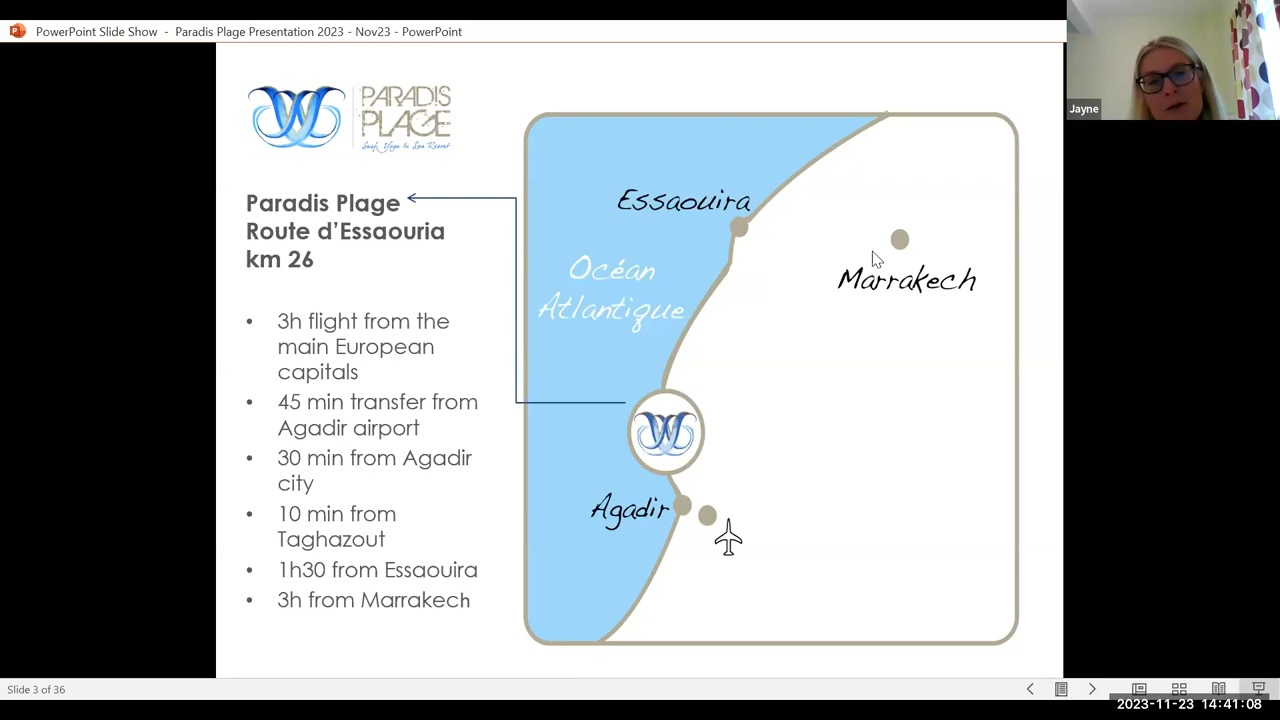 PowerPoint Slide Show - Paradis Plage Presentation 2023 - Nov23 - PowerPoint
Jayne
PARADIS
PLAGE
Surf, Yoga & Spa Resort
Paradis Plage
Route d’Essaouria
km 26
• 3h flight from the
main European
capitals
• 45 min transfer from
Agadir airport
• 30 min from Agadir
city
• 10 min from
Taghazout
• 1h30 from Essaouira
• 3h from Marrakech
Essaouira
Océan
Atlantique
Marrakech
Agadir
Slide 3 of 36
2023-11-23 14:41:08